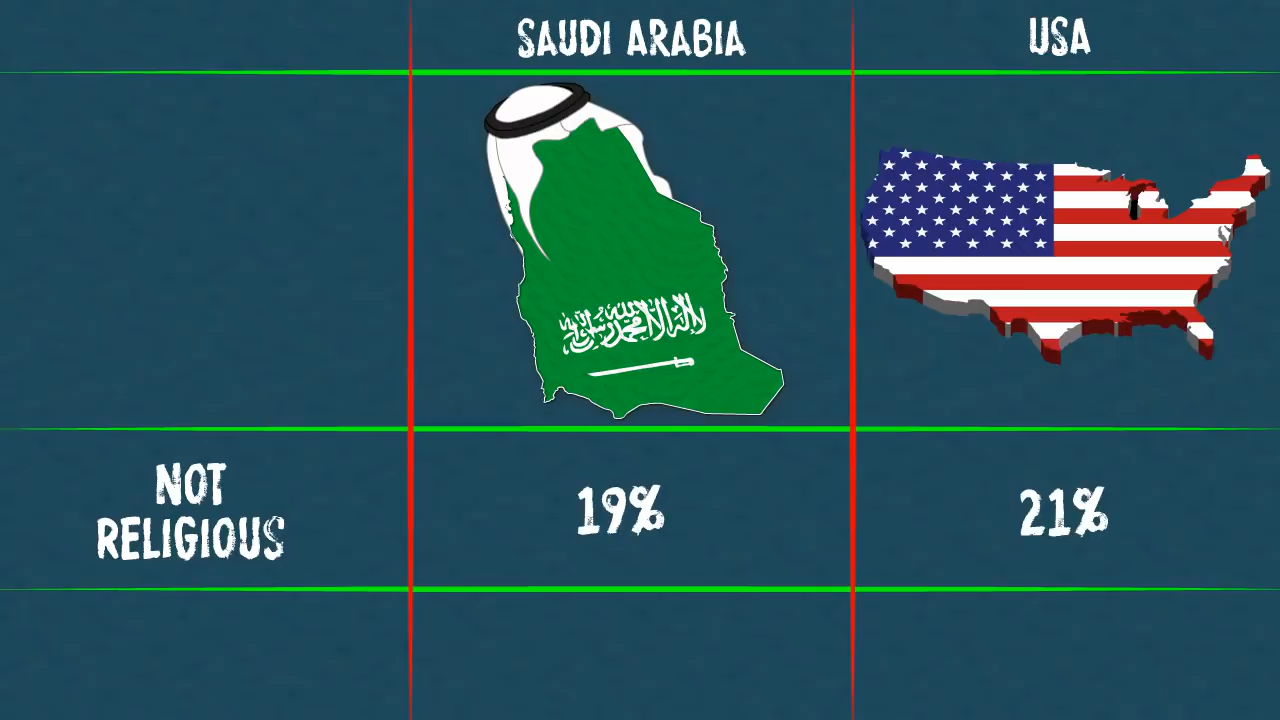 SAUDI ARABIA
USA
لا إله إلا الله محمد رسول الله
NOT
RELIGIOUS
19%
21%